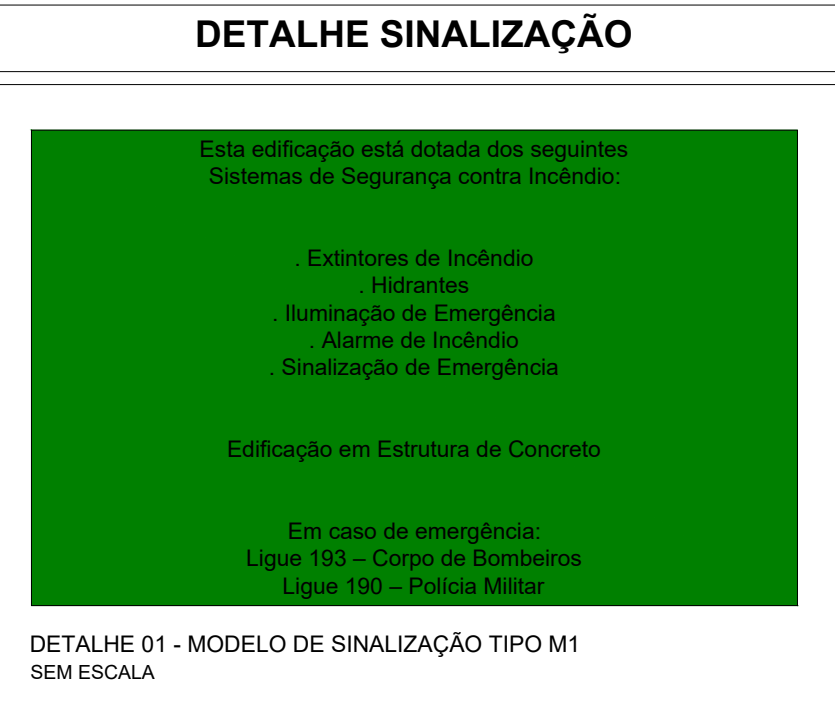 DETALHE SINALIZAÇÃO
Esta edificação está dotada dos seguintes
Sistemas de Segurança contra Incêndio:
. Extintores de Incêndio
. Hidrantes
. Iluminação de Emergência
. Alarme de Incêndio
. Sinalização de Emergência
Edificação em Estrutura de Concreto
Em caso de emergência:
Ligue 193 – Corpo de Bombeiros
Ligue 190 – Polícia Militar
DETALHE 01 - MODELO DE SINALIZAÇÃO TIPO M1
SEM ESCALA